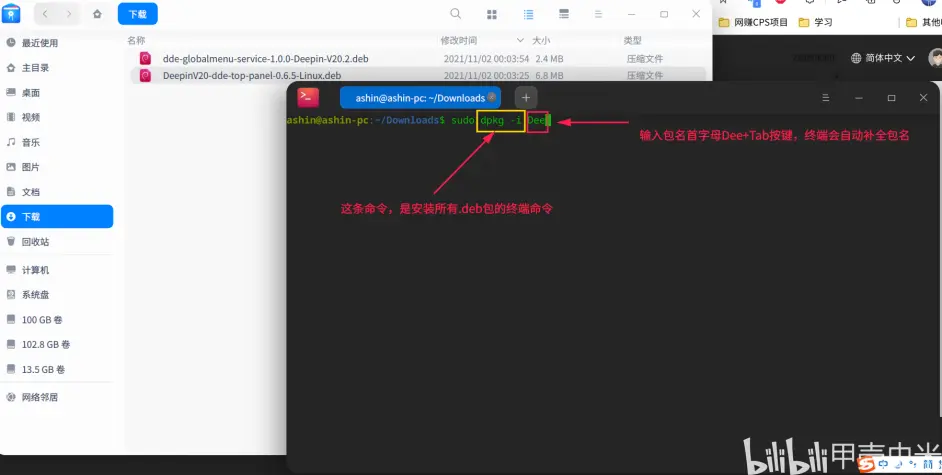 下载
网赚CPS项目
学习
其他
名称
修改时间
大小
类型
dde-globalmenu-service-1.0.0-Deepin-V20.2.deb
2021/11/02 00:03:54
2.4 MB
压缩文件
DeepinV20-dde-top-panel-0.6.5-Linux.deb
2021/11/02 00:03:25
6.8 MB
压缩文件
简体中文
最近使用
主目录
桌面
视频
音乐
图片
文档
下载
回收站
计算机
系统盘
100 GB 卷
102.8 GB 卷
13.5 GB 卷
网络邻居
ashin@ashin-pc: ~/Downloads
ashin@ashin-pc:~/Downloads$ sudo dpkg -i Dee
输入包名首字母Dee+Tab按键，终端会自动补全包名
这条命令，是安装所有.deb包的终端命令
bilibili 甲壳虫米
中
简